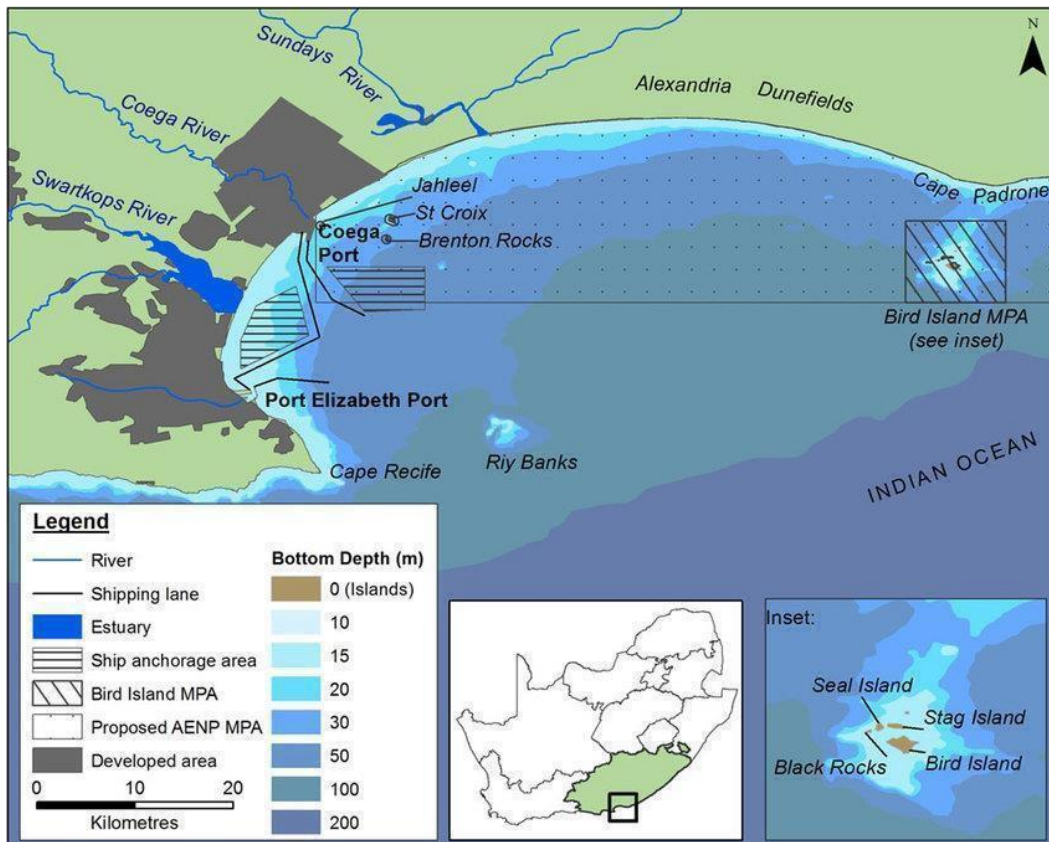 N
Sundays River
Alexandria Dunefields
Coega River
Swartkops River
Jahleel
St Croix
Brenton Rocks
Coega
Port
Cape Padrone
Bird Island MPA
(see inset)
Port Elizabeth Port
Cape Recife
Riy Banks
INDIAN OCEAN
Legend
River
Shipping lane
Estuary
Ship anchorage area
Bird Island MPA
Proposed AENP MPA
Developed area
0 10 20
Kilometres
Bottom Depth (m)
0 (Islands)
10
15
20
30
50
100
200
Inset:
Seal Island
Stag Island
Black Rocks
Bird Island